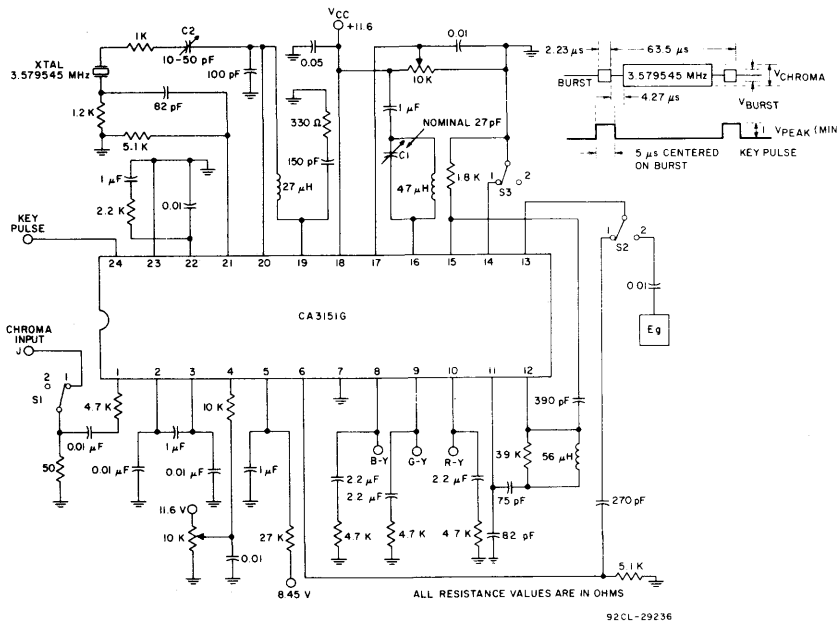 VCC
+11.6
1K
C2
10-50 pF
XTAL
3.579545 MHz
100 pF
0.05
0.01
10K
82 pF
1.2 K
5.1 K
330 Ω
150 pF
27 μH
1 μF
NOMINAL 27 pF
C1
47 μH
1.8 K
1
2
S3
1 μF
2.2 K
0.01
KEY
PULSE
24 23 22 21 20 19 18 17 16 15 14 13
1 2
S2
0.01
Eg
2.23 μs
63.5 μs
BURST
3.579545 MHz
VCHROMA
VBURST
4.27 μs
VPEAK (MIN
5 μs CENTERED
ON BURST
KEY PULSE
CA3151G
CHROMA
INPUT
J
2 1
S1
1 2 3 4 5 6 7 8 9 10 11 12
4.7 K
0.01 μF
50
0.01 μF
1 μF
0.01 μF
10 K
11.6 V
10 K
0.01
1 μF
27 K
8.45 V
B-Y
G-Y
R-Y
2.2 μF
2.2 μF
2.2 μF
4.7 K
4.7 K
4.7 K
390 pF
39 K
56 μH
75 pF
82 pF
270 pF
5.1 K
ALL RESISTANCE VALUES ARE IN OHMS
92CL-29236